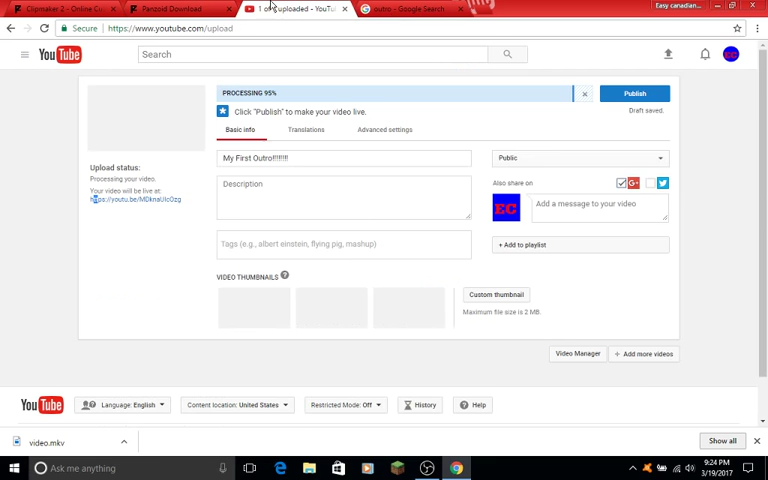 Clipmaker 2 - Online Cu
Panzoid Download
1 of 1 uploaded - YouTu
outro - Google Search
Easy canadian...
Secure
https://www.youtube.com/upload
YouTube
Search
EC
PROCESSING 95%
Publish
Click "Publish" to make your video live.
Draft saved.
Basic info
Translations
Advanced settings
My First Outro!!!!!!!!
Public
Upload status:
Processing your video.
Your video will be live at:
Description
Also share on
G+
EC
Add a message to your video
Tags (e.g., albert einstein, flying pig, mashup)
+ Add to playlist
VIDEO THUMBNAILS
Custom thumbnail
Maximum file size is 2 MB.
Video Manager
+ Add more videos
YouTube
Language: English
Content location: United States
Restricted Mode: Off
History
Help
video.mkv
Show all
Ask me anything
9:24 PM
3/19/2017